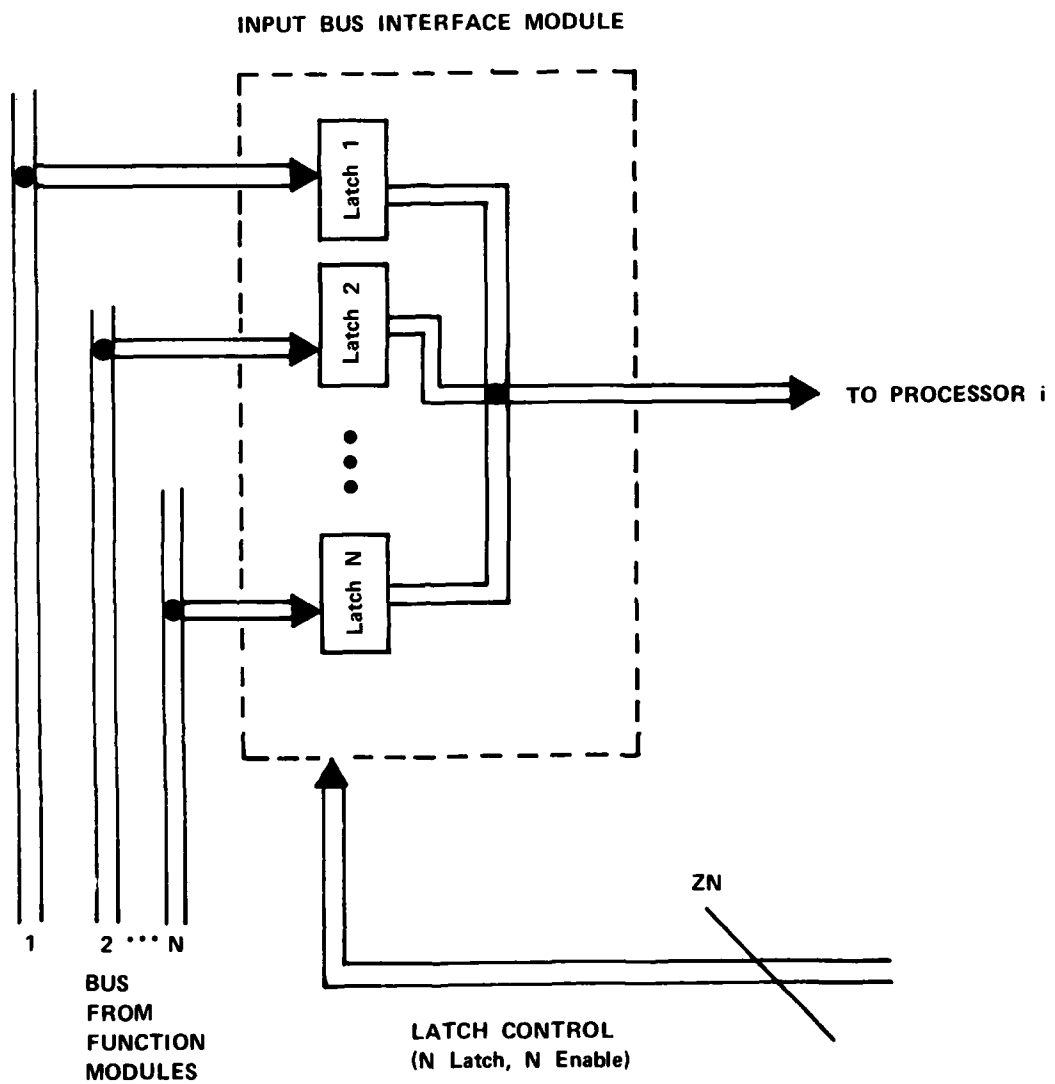 INPUT BUS INTERFACE MODULE
Latch 1
Latch 2
Latch N
TO PROCESSOR i
ZN
1 2 ••• N
BUS
FROM
FUNCTION
MODULES
LATCH CONTROL
(N Latch, N Enable)